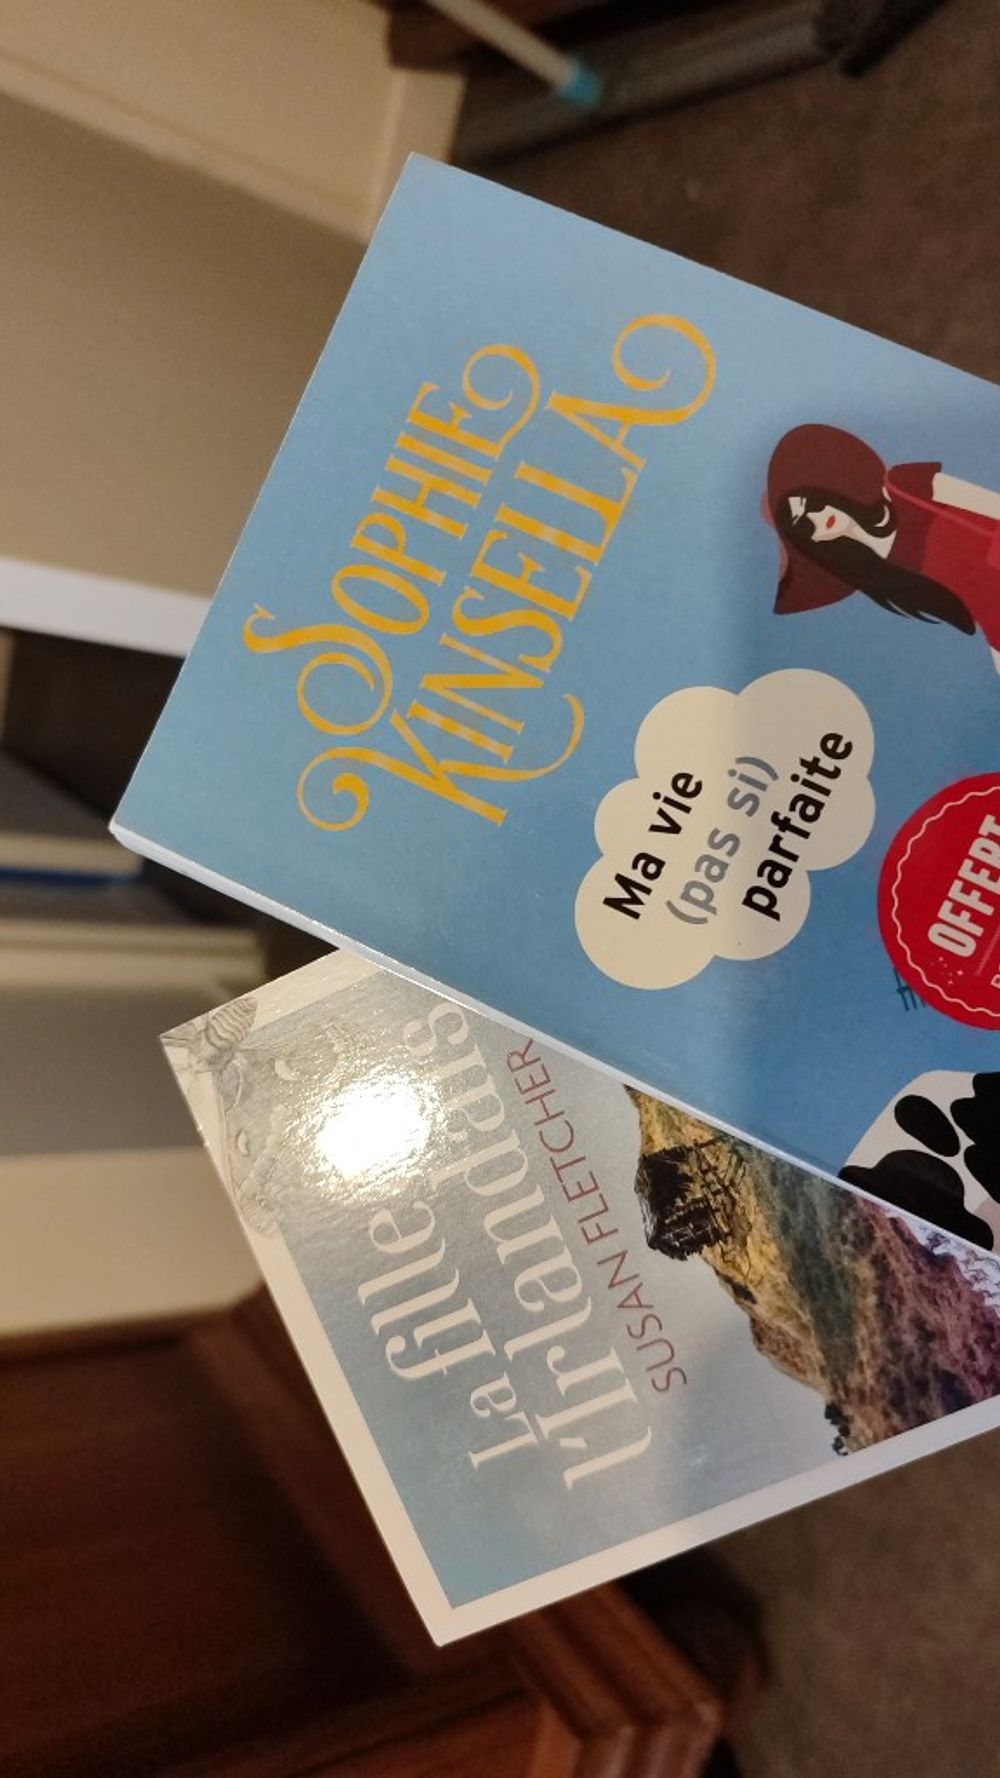 SOPHIE
KINSELLA
Ma vie
(pas si)
parfaite
OFFERT
La fille
de
l'Irlandais
SUSAN FLETCHER